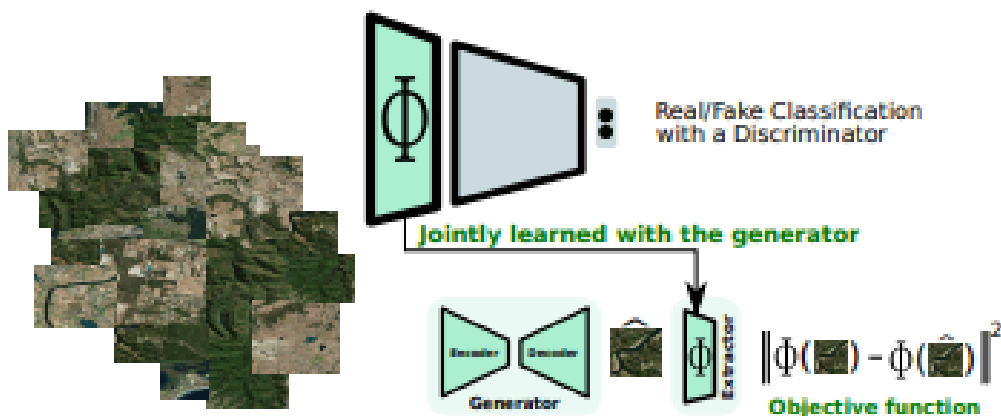 Φ
Real/Fake Classification
with a Discriminator
Jointly learned with the generator
Encoder
Decoder
Generator
Φ
Extractor
‖Φ( ) - Φ( ^ )‖²
Objective function